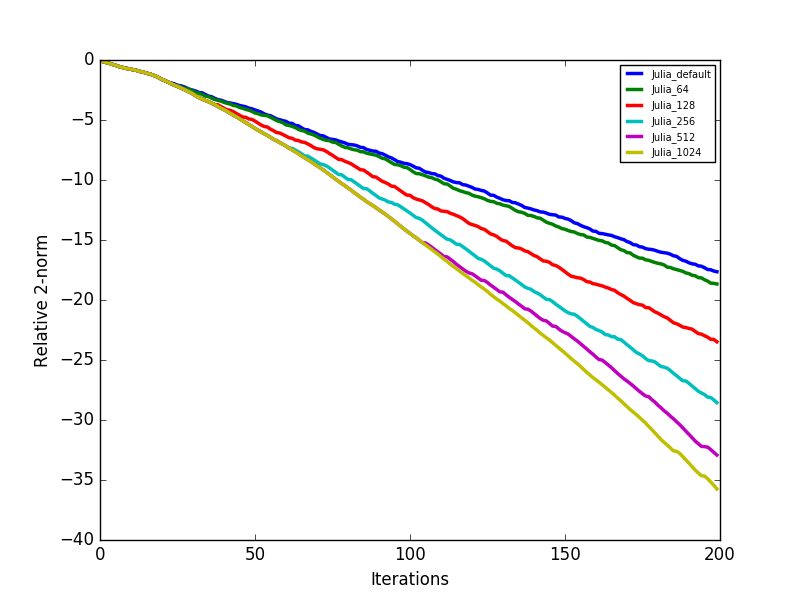 0
−5
−10
−15
−20
−25
−30
−35
−40
0
50
100
150
200
Relative 2-norm
Iterations
Julia_default
Julia_64
Julia_128
Julia_256
Julia_512
Julia_1024